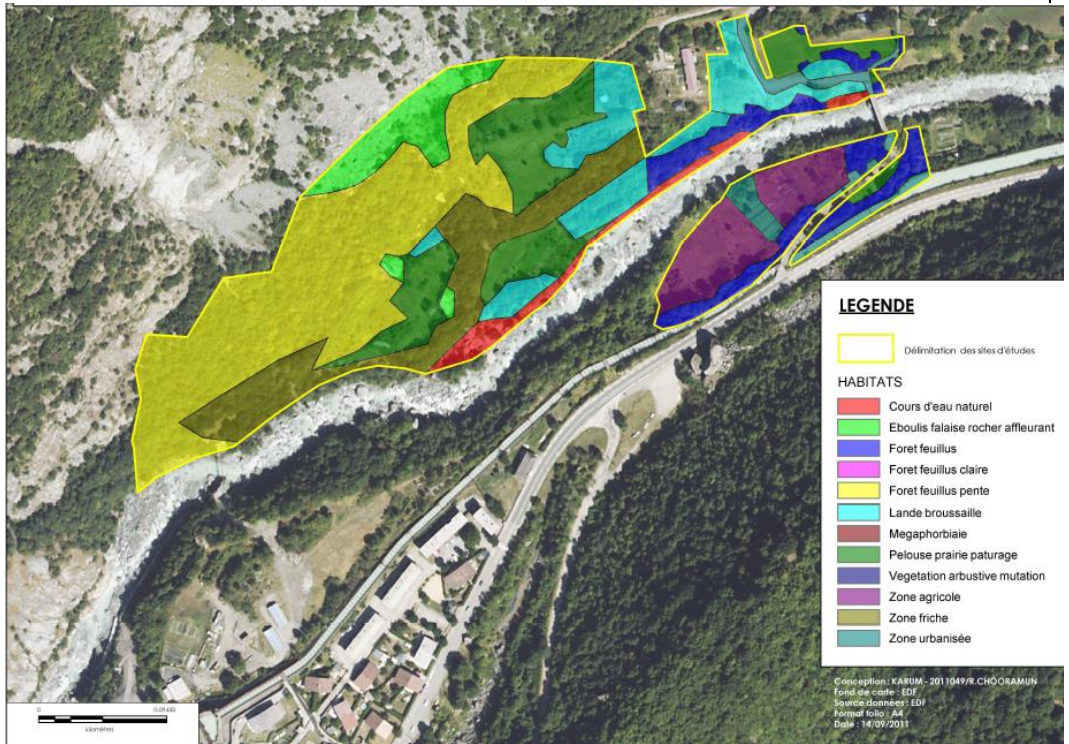 LEGENDE
Délimitation des sites d'études
HABITATS
Cours d'eau naturel
Eboulis falaise rocher affleurant
Foret feuillus
Foret feuillus claire
Foret feuillus pente
Lande broussaille
Megaphorbiaie
Pelouse prairie paturage
Vegetation arbustive mutation
Zone agricole
Zone friche
Zone urbanisée
Conception : KARUM - 2011049/R.CHOORAMUN
Fond de carte : EDF
Source données : EDF
Format folio : A4
Date : 14/09/2011
0
kilomètres